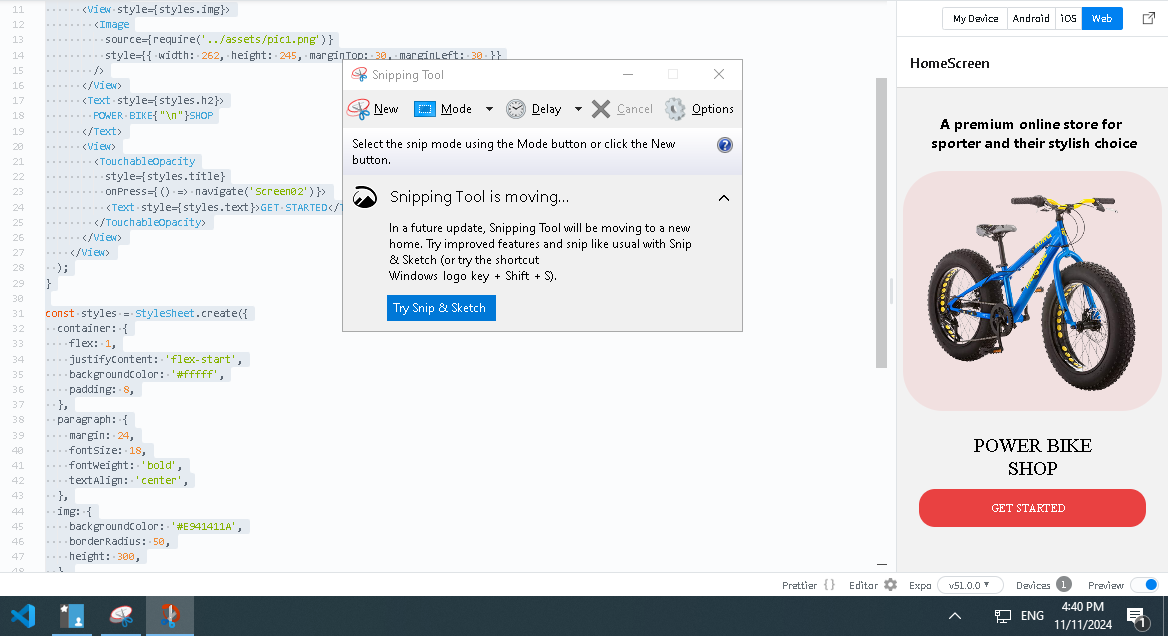 11 <View style={styles.img}>
12 <Image
13 source={require('../assets/pic1.png')}
14 style={{ width: 262, height: 245, marginTop: 30, marginLeft: 30 }}
15 />
16 </View>
17 <Text style={styles.h2}>
18 POWER BIKE{"\n"}SHOP
19 </Text>
20 <View>
21 <TouchableOpacity
22 style={styles.title}
23 onPress={() => navigate('Screen02')}>
24 <Text style={styles.text}>GET STARTED</T
25 </TouchableOpacity>
26 </View>
27 </View>
28 );
29 }
30
31 const styles = StyleSheet.create({
32 container: {
33 flex: 1,
34 justifyContent: 'flex-start',
35 backgroundColor: '#fffff',
36 padding: 8,
37 },
38 paragraph: {
39 margin: 24,
40 fontSize: 18,
41 fontWeight: 'bold',
42 textAlign: 'center',
43 },
44 img: {
45 backgroundColor: '#E941411A',
46 borderRadius: 50,
47 height: 300,
48 }
Snipping Tool
New Mode Delay Cancel Options
Select the snip mode using the Mode button or click the New
button.
?
Snipping Tool is moving...
In a future update, Snipping Tool will be moving to a new
home. Try improved features and snip like usual with Snip
& Sketch (or try the shortcut
Windows logo key + Shift + S).
Try Snip & Sketch
My Device Android iOS Web
HomeScreen
A premium online store for
sporter and their stylish choice
POWER BIKE
SHOP
GET STARTED
Prettier {} Editor Expo v51.0.0 Devices 1 Preview
ENG
4:40 PM
11/11/2024
1